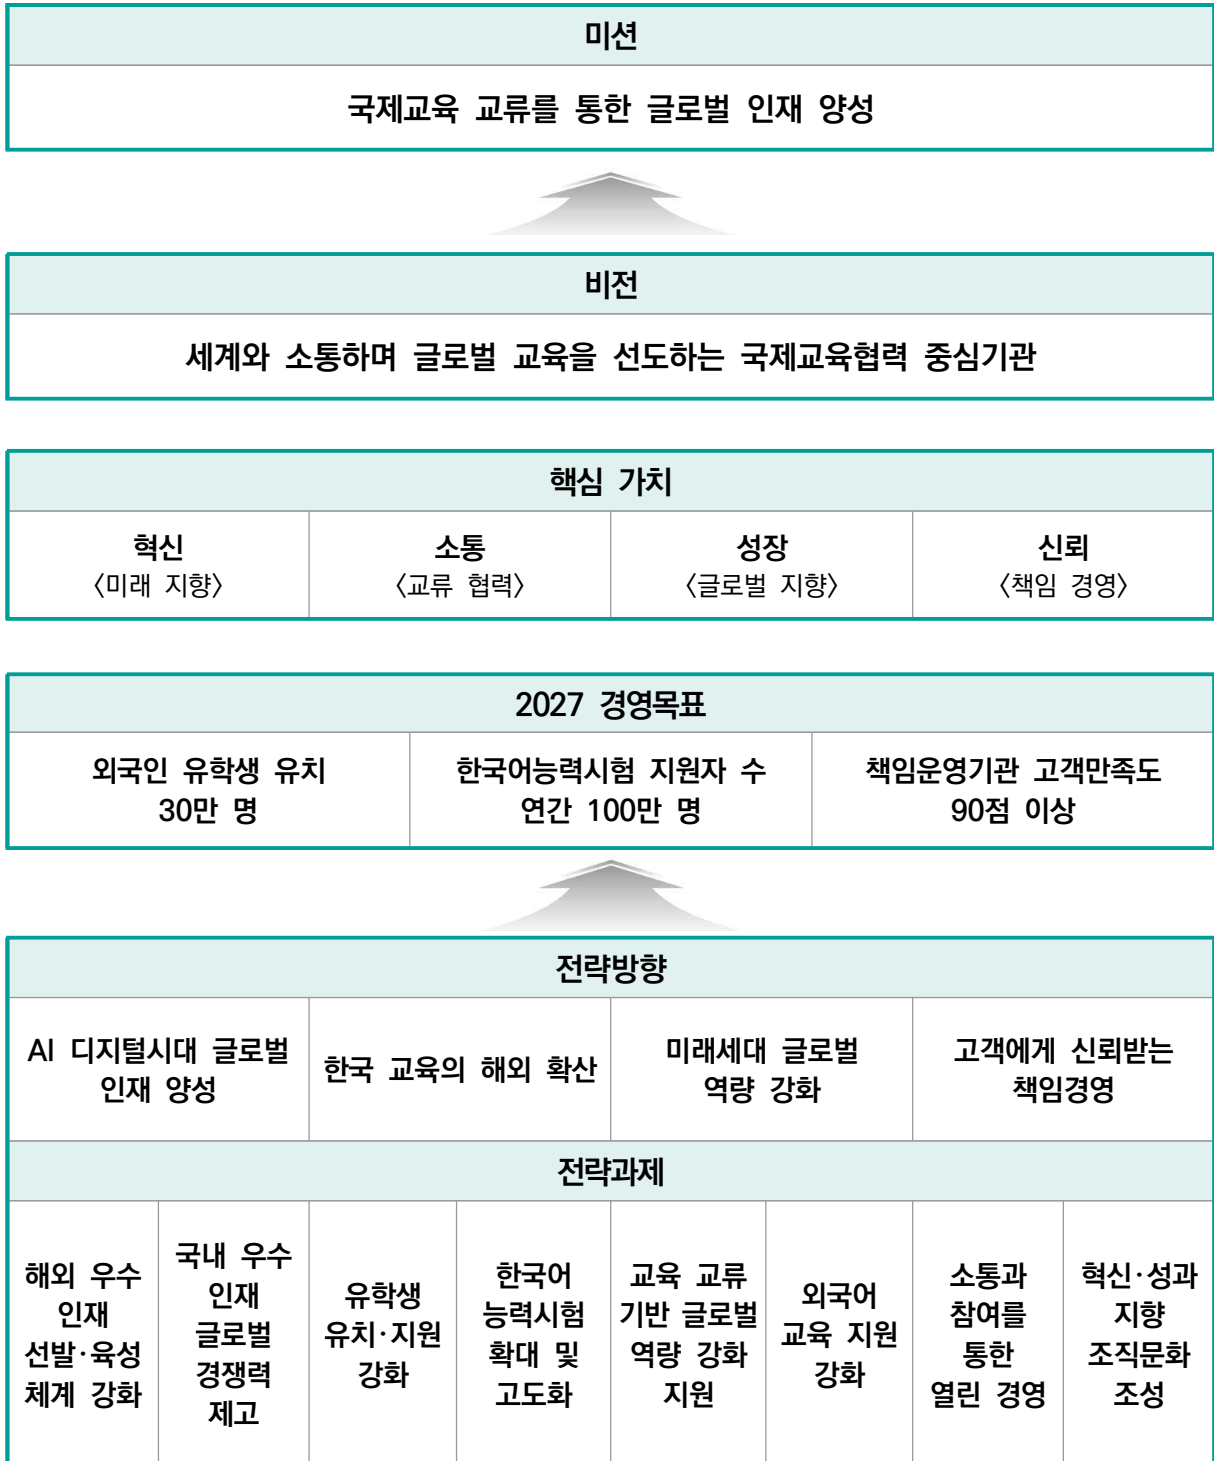 미션
국제교육 교류를 통한 글로벌 인재 양성
비전
세계와 소통하며 글로벌 교육을 선도하는 국제교육협력 중심기관
핵심 가치
혁신
〈미래 지향〉
소통
〈교류 협력〉
성장
〈글로벌 지향〉
신뢰
〈책임 경영〉
2027 경영목표
외국인 유학생 유치
30만 명
한국어능력시험 지원자 수
연간 100만 명
책임운영기관 고객만족도
90점 이상
전략방향
AI 디지털시대 글로벌
인재 양성
한국 교육의 해외 확산
미래세대 글로벌
역량 강화
고객에게 신뢰받는
책임경영
전략과제
해외 우수
인재
선발·육성
체계 강화
국내 우수
인재
글로벌
경쟁력
제고
유학생
유치·지원
강화
한국어
능력시험
확대 및
고도화
교육 교류
기반 글로벌
역량 강화
지원
외국어
교육 지원
강화
소통과
참여를
통한
열린 경영
혁신·성과
지향
조직문화
조성